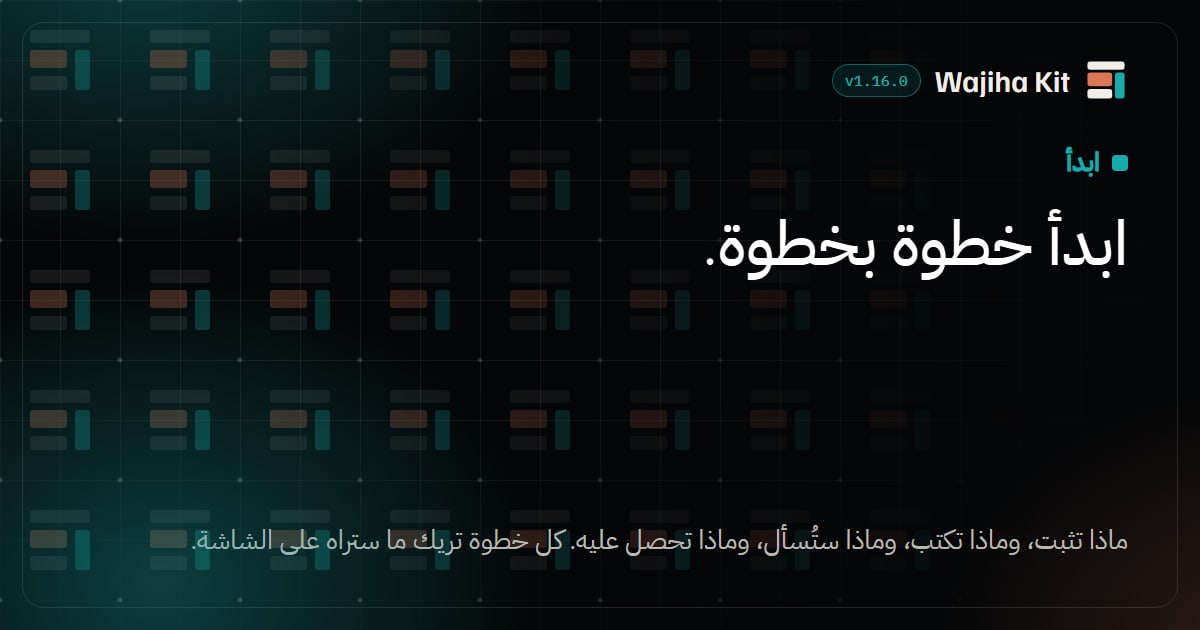 Wajiha Kit v1.16.0
ابدأ
ابدأ خطوة بخطوة.
ماذا تثبت، وماذا تكتب، وماذا ستُسأل، وماذا تحصل عليه. كل خطوة تريك ما ستراه على الشاشة.